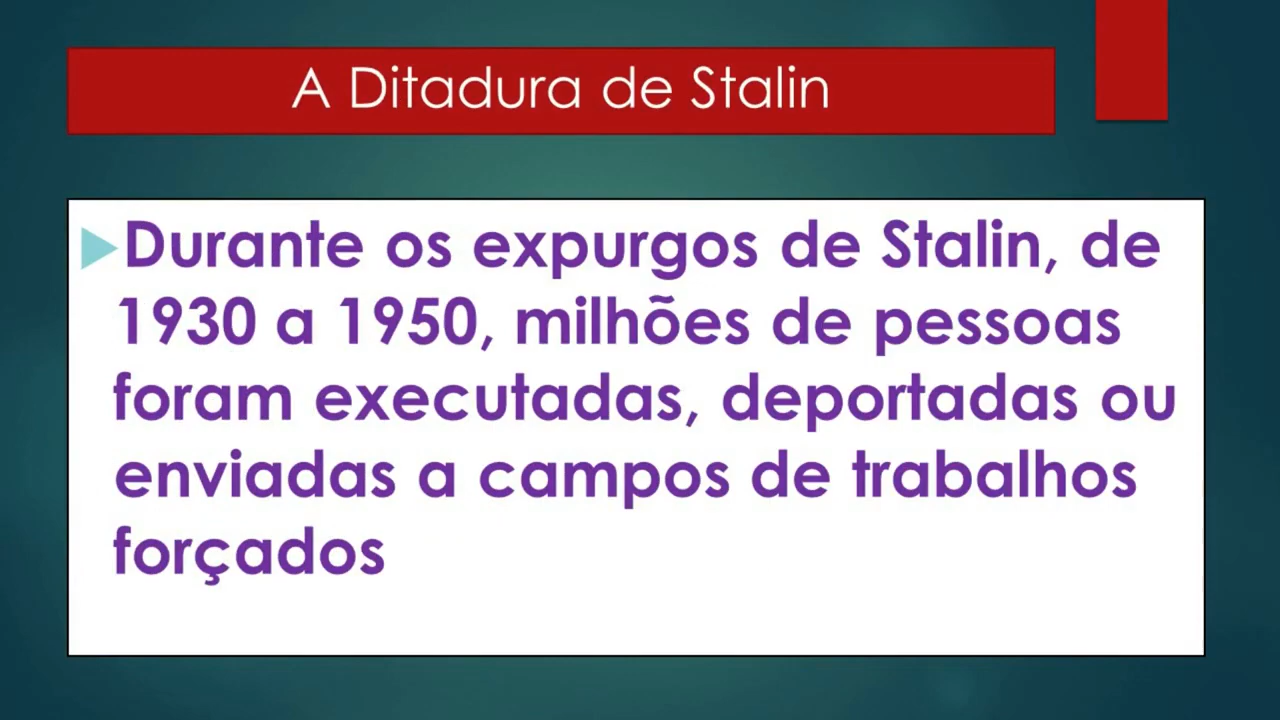 A Ditadura de Stalin
Durante os expurgos de Stalin, de
1930 a 1950, milhões de pessoas
foram executadas, deportadas ou
enviadas a campos de trabalhos
forçados